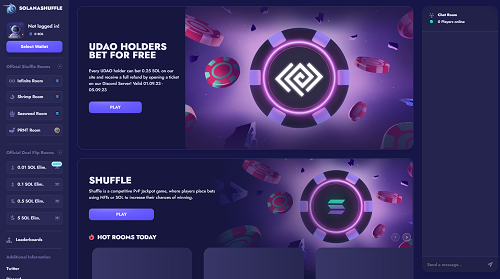 SOLANASHUFFLE
Not logged in!
0 SOL
Select Wallet
Official Shuffle Rooms
Infinite Room
Shrimp Room
Seaweed Room
PRNT Room
Official Duel Flip Rooms
0.01 SOL Elim.
0.1 SOL Elim.
0.5 SOL Elim.
5 SOL Elim.
Leaderboards
Additional Information
Twitter
Discord
UDAO HOLDERS
BET FOR FREE
Every UDAO holder can bet 0.25 SOL on our
site and receive a full refund by opening a ticket
on our Discord Server! Valid 01.09.23 -
05.09.23
PLAY
SHUFFLE
Shuffle is a competitive PvP Jackpot game, where players place bets
using NFTs or SOL to increase their chances of winning.
PLAY
HOT ROOMS TODAY
Chat Room
0 Players online
Send a message...